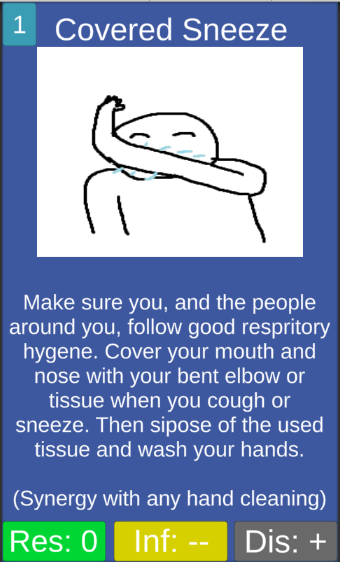 1
Covered Sneeze
Make sure you, and the people
around you, follow good respritory
hygene. Cover your mouth and
nose with your bent elbow or
tissue when you cough or
sneeze. Then sipose of the used
tissue and wash your hands.
(Synergy with any hand cleaning)
Res: 0
Inf: --
Dis: +